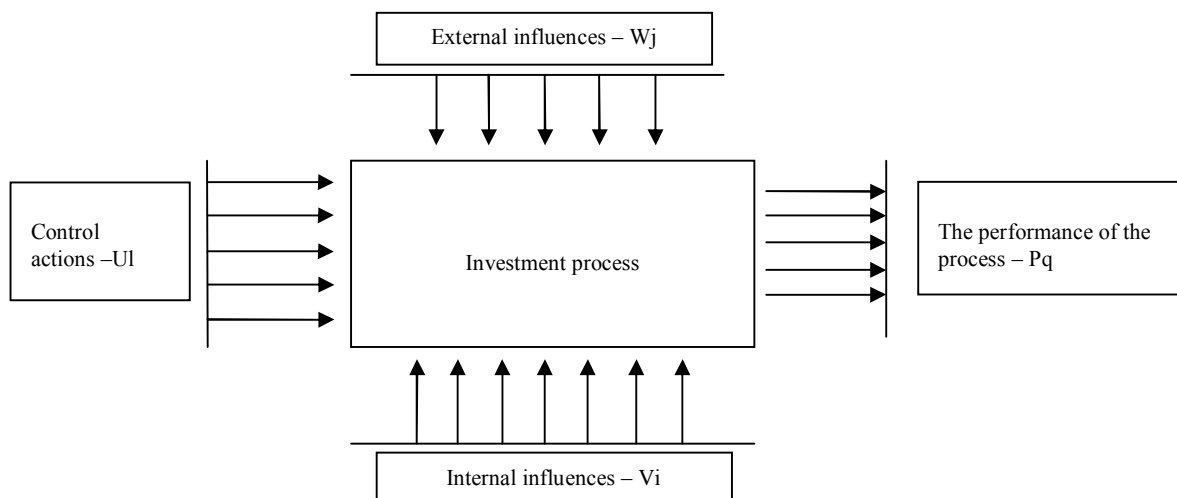 External influences – Wj
Control
actions –Ul
Investment process
The performance of the
process – Pq
Internal influences – Vi